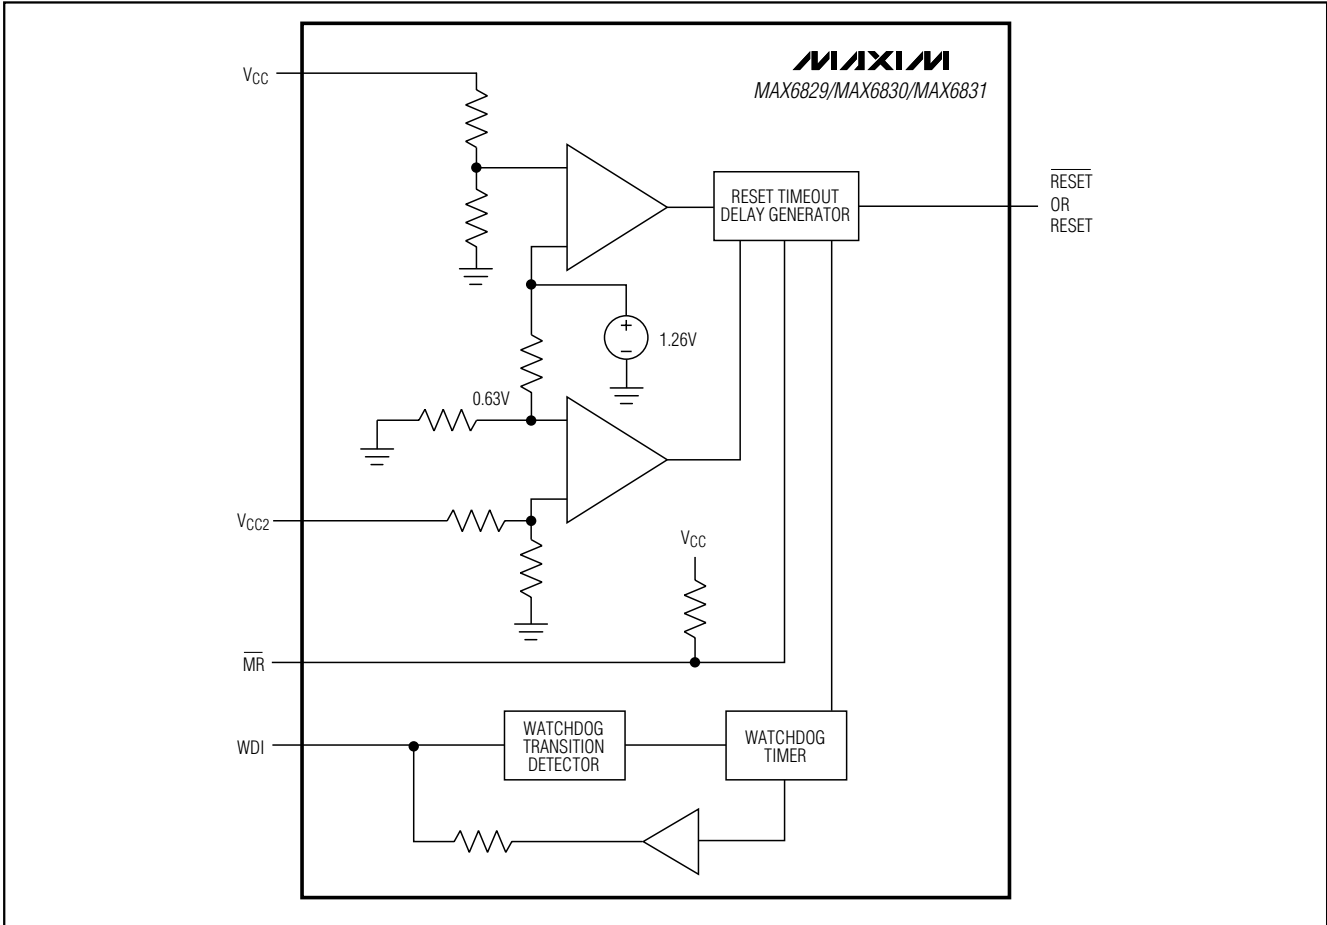 MAXIM
MAX6829/MAX6830/MAX6831
VCC
RESET TIMEOUT
DELAY GENERATOR
RESET
OR
RESET
+
−
1.26V
0.63V
VCC2
VCC
MR
WDI
WATCHDOG
TRANSITION
DETECTOR
WATCHDOG
TIMER